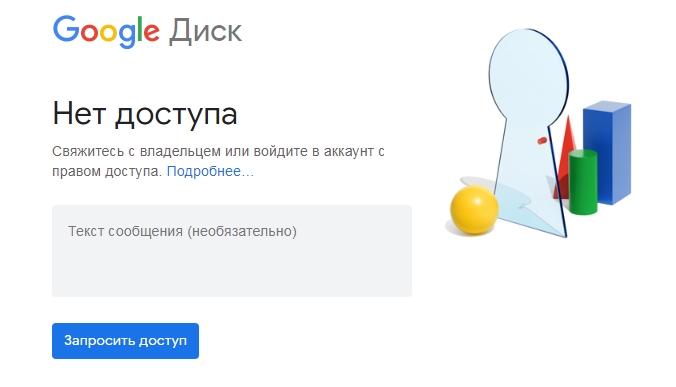 Google Диск
Нет доступа
Свяжитесь с владельцем или войдите в аккаунт с
правом доступа. Подробнее…
Текст сообщения (необязательно)
Запросить доступ